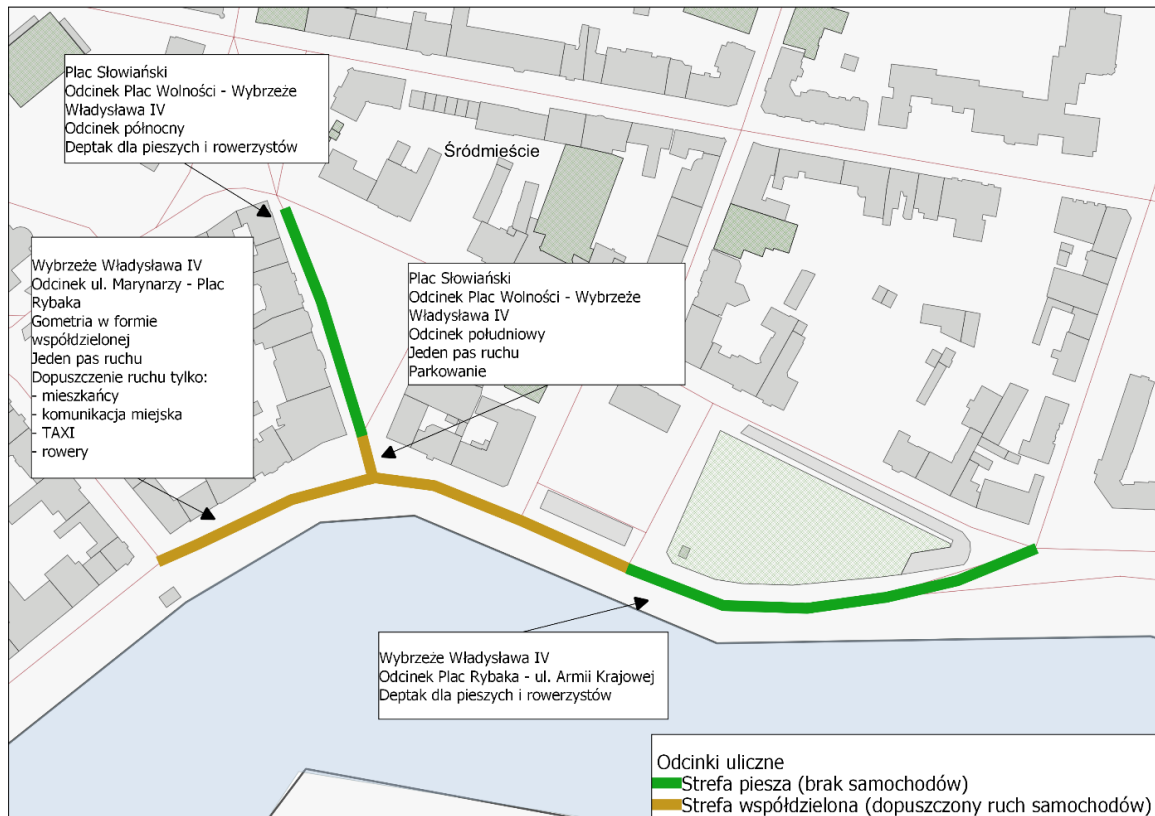 Plac Słowiański
Odcinek Plac Wolności - Wybrzeże
Władysława IV
Odcinek północny
Deptak dla pieszych i rowerzystów
Śródmieście
Wybrzeże Władysława IV
Odcinek ul. Marynarzy - Plac
Rybaka
Gometria w formie
współdzielonej
Jeden pas ruchu
Dopuszczenie ruchu tylko:
- mieszkańcy
- komunikacja miejska
- TAXI
- rowery
Plac Słowiański
Odcinek Plac Wolności - Wybrzeże
Władysława IV
Odcinek południowy
Jeden pas ruchu
Parkowanie
Wybrzeże Władysława IV
Odcinek Plac Rybaka - ul. Armii Krajowej
Deptak dla pieszych i rowerzystów
Odcinki uliczne
Strefa piesza (brak samochodów)
Strefa współdzielona (dopuszczony ruch samochodów)